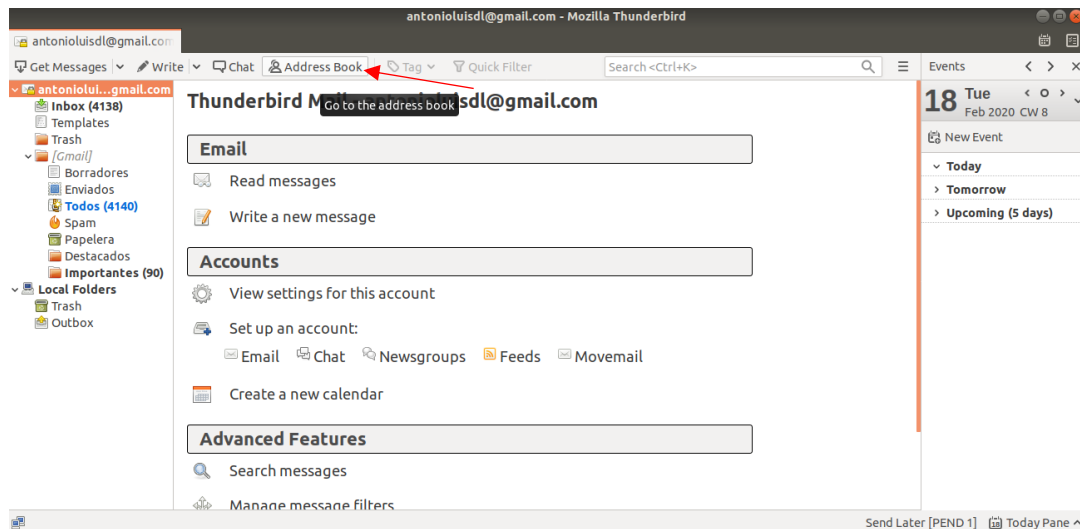 antonioluisdl@gmail.com - Mozilla Thunderbird
antonioluisdl@gmail.com
Get Messages Write Chat Address Book Tag Quick Filter Search <Ctrl+K>
Go to the address book
antoniolui...gmail.com
Inbox (4138)
Templates
Trash
[Gmail]
Borradores
Enviados
Todos (4140)
Spam
Papelera
Destacados
Importantes (90)
Local Folders
Trash
Outbox
Thunderbird Mail antonioluisdl@gmail.com
Email
Read messages
Write a new message
Accounts
View settings for this account
Set up an account:
Email Chat Newsgroups Feeds Movemail
Create a new calendar
Advanced Features
Search messages
Manage message filters
Events
18 Tue
Feb 2020 CW 8
New Event
Today
Tomorrow
Upcoming (5 days)
Send Later [PEND 1] Today Pane